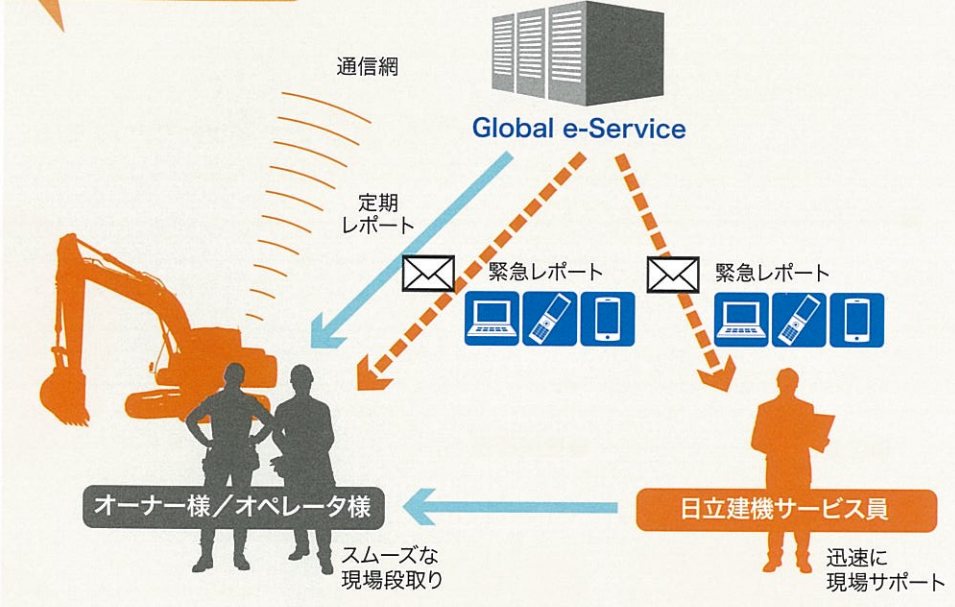 通信網
Global e-Service
定期
レポート
緊急レポート
緊急レポート
オーナー様／オペレータ様
日立建機サービス員
スムーズな
現場段取り
迅速に
現場サポート